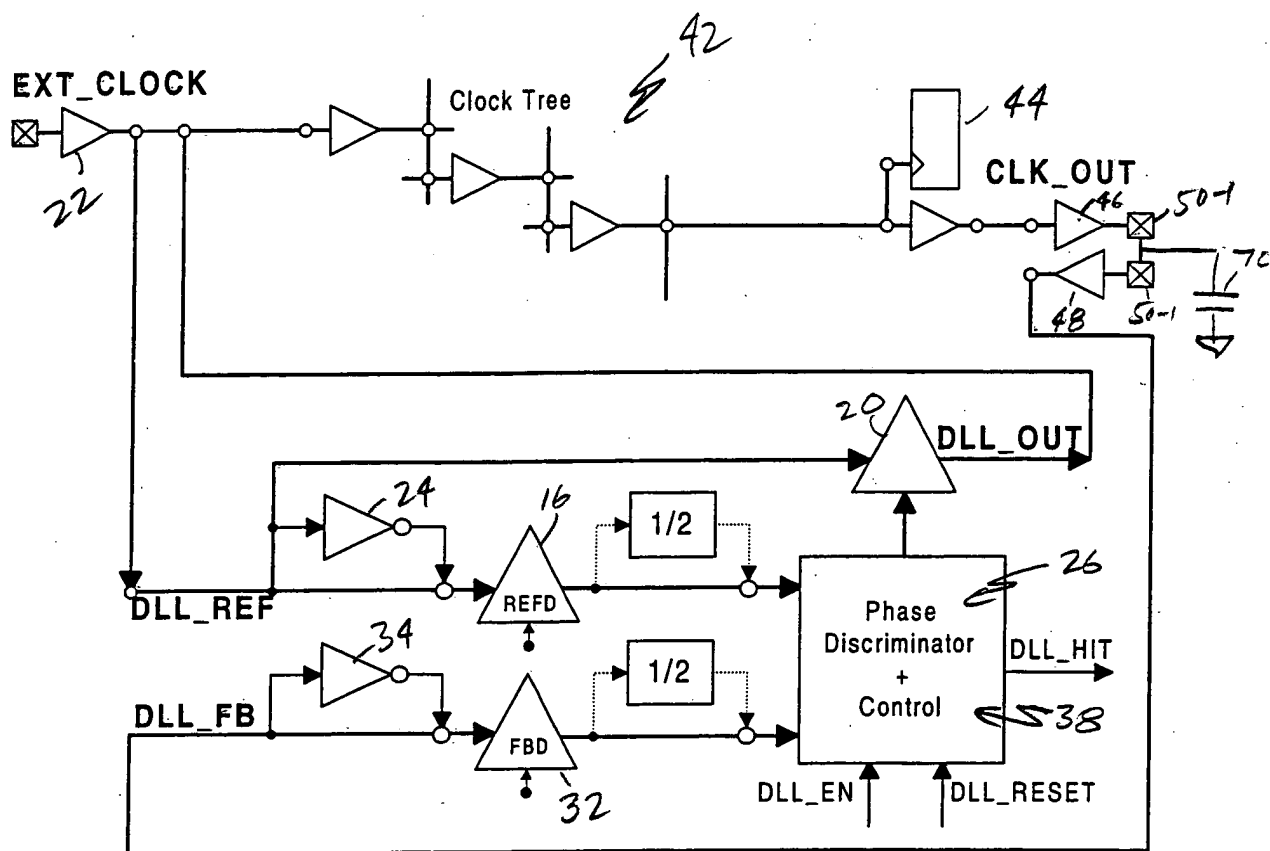 42
EXT_CLOCK
Clock Tree
44
22
CLK_OUT
46
50-1
48
50-1
70
20
DLL_OUT
24
16
1/2
REFD
26
DLL_REF
Phase
Discriminator
+
Control
34
1/2
DLL_HIT
DLL_FB
38
FBD
32
DLL_EN
DLL_RESET